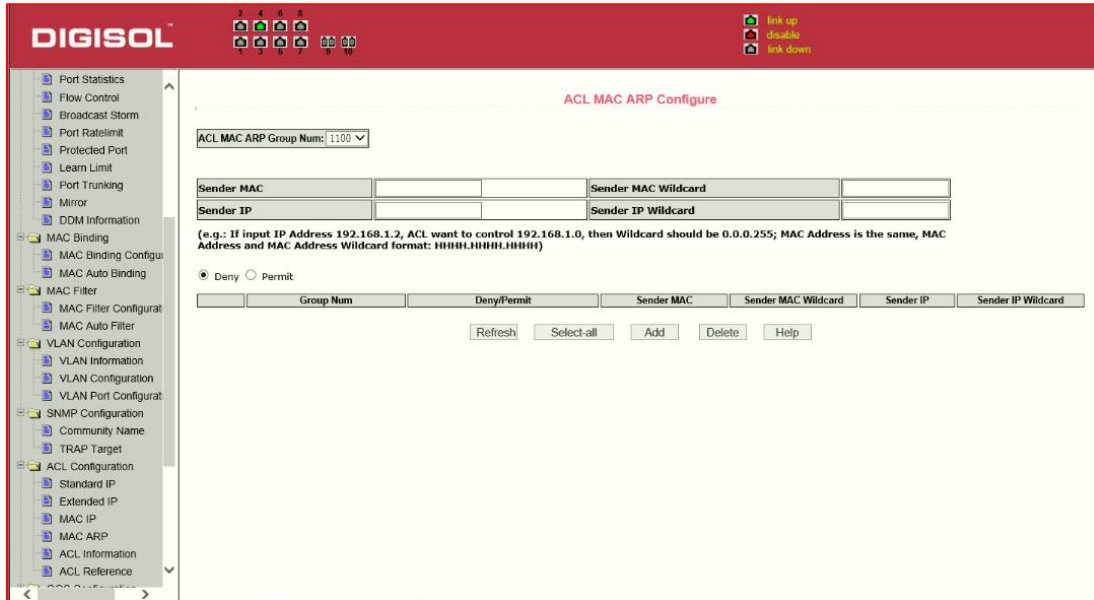 DIGISOL™
2 4 6 8
1 3 5 7 9 10
link up
disable
link down
Port Statistics
Flow Control
Broadcast Storm
Port Ratelimit
Protected Port
Learn Limit
Port Trunking
Mirror
DDM Information
MAC Binding
MAC Binding Configu
MAC Auto Binding
MAC Filter
MAC Filter Configurat
MAC Auto Filter
VLAN Configuration
VLAN Information
VLAN Configuration
VLAN Port Configurat
SNMP Configuration
Community Name
TRAP Target
ACL Configuration
Standard IP
Extended IP
MAC IP
MAC ARP
ACL Information
ACL Reference
ACL MAC ARP Configure
ACL MAC ARP Group Num: 1100
Sender MAC Sender MAC Wildcard
Sender IP Sender IP Wildcard
(e.g.: If input IP Address 192.168.1.2, ACL want to control 192.168.1.0, then Wildcard should be 0.0.0.255; MAC Address is the same, MAC
Address and MAC Address Wildcard format: HHHH.HHHH.HHHH)
Deny Permit
Group Num Deny/Permit Sender MAC Sender MAC Wildcard Sender IP Sender IP Wildcard
Refresh Select-all Add Delete Help